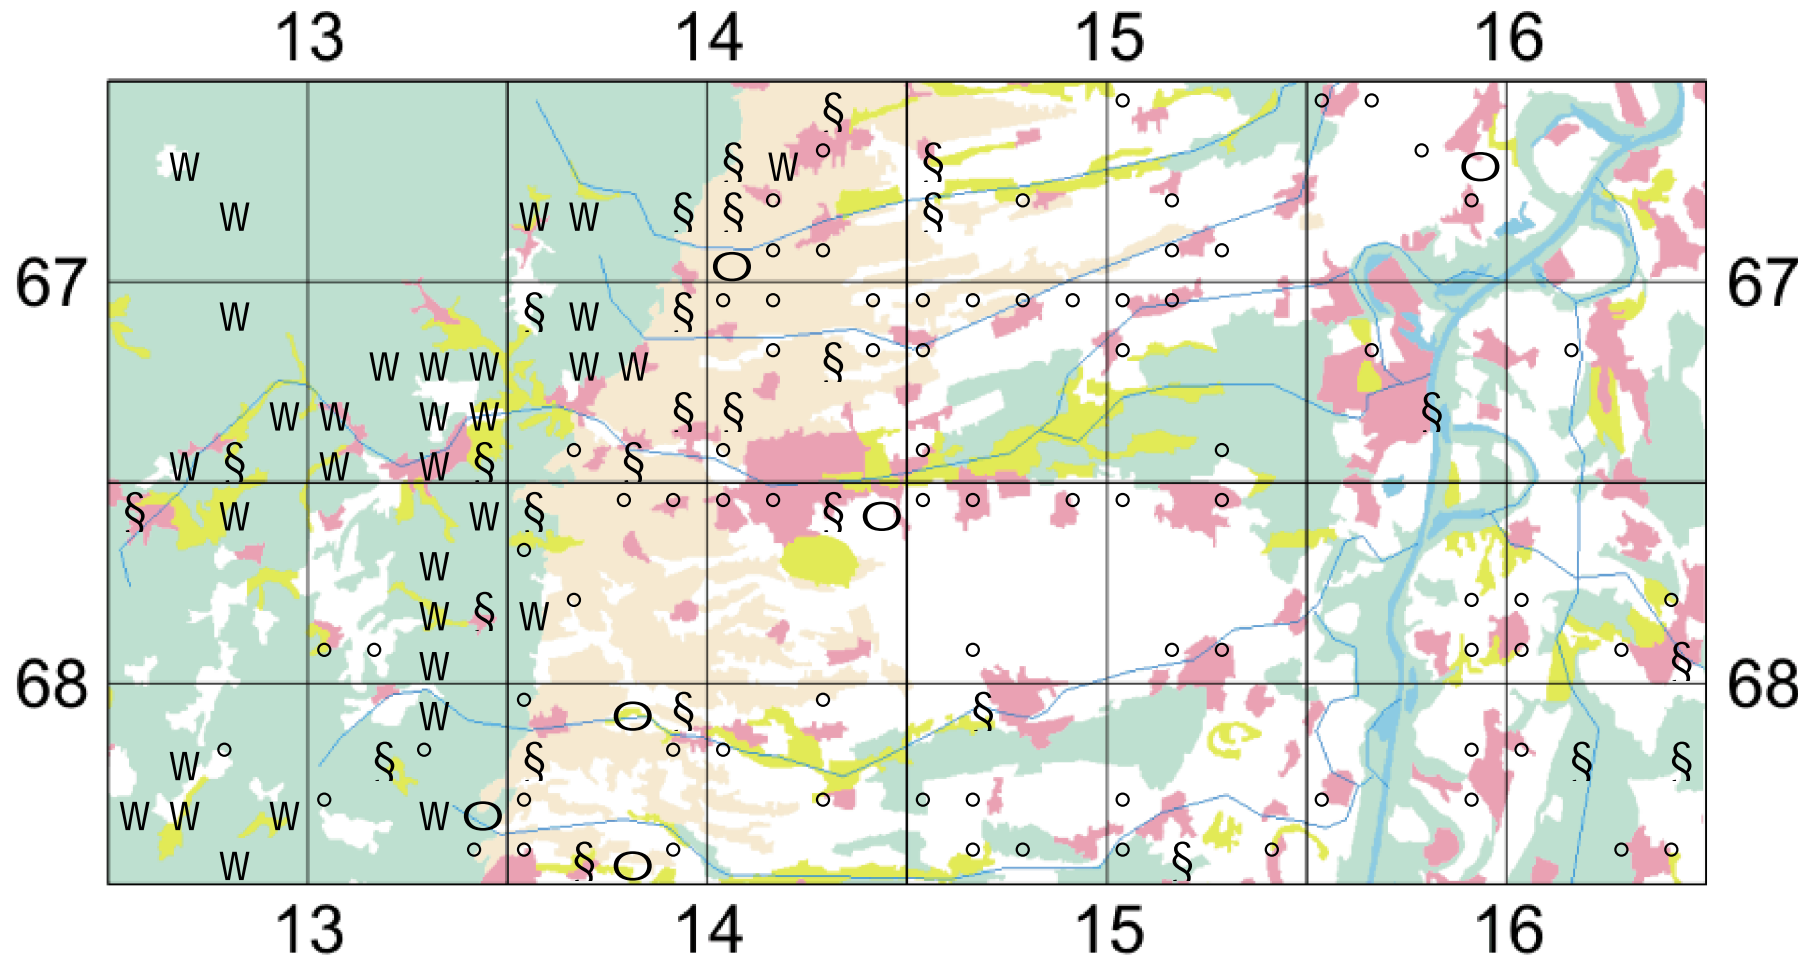 13 14 15 16
§
W § W § O
W W W § § §
O
67 67
W § W §
W W W W W §
W W W W § § §
W § W W § §
§ W W § § O
W
W § W
W §
68 68
W O § §
W § § § §
W W W W O
W § O §
13 14 15 16